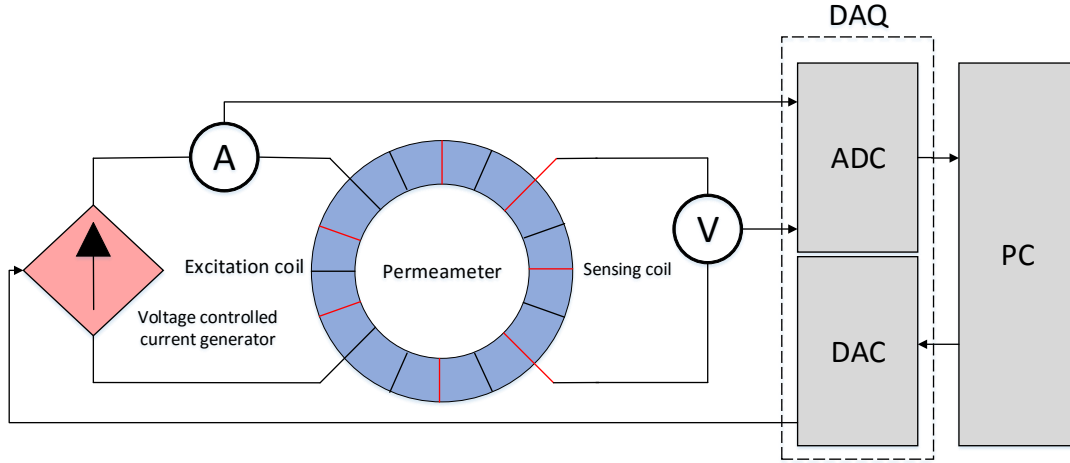 DAQ
A
ADC
V
PC
Excitation coil
Permeameter
Sensing coil
Voltage controlled
current generator
DAC